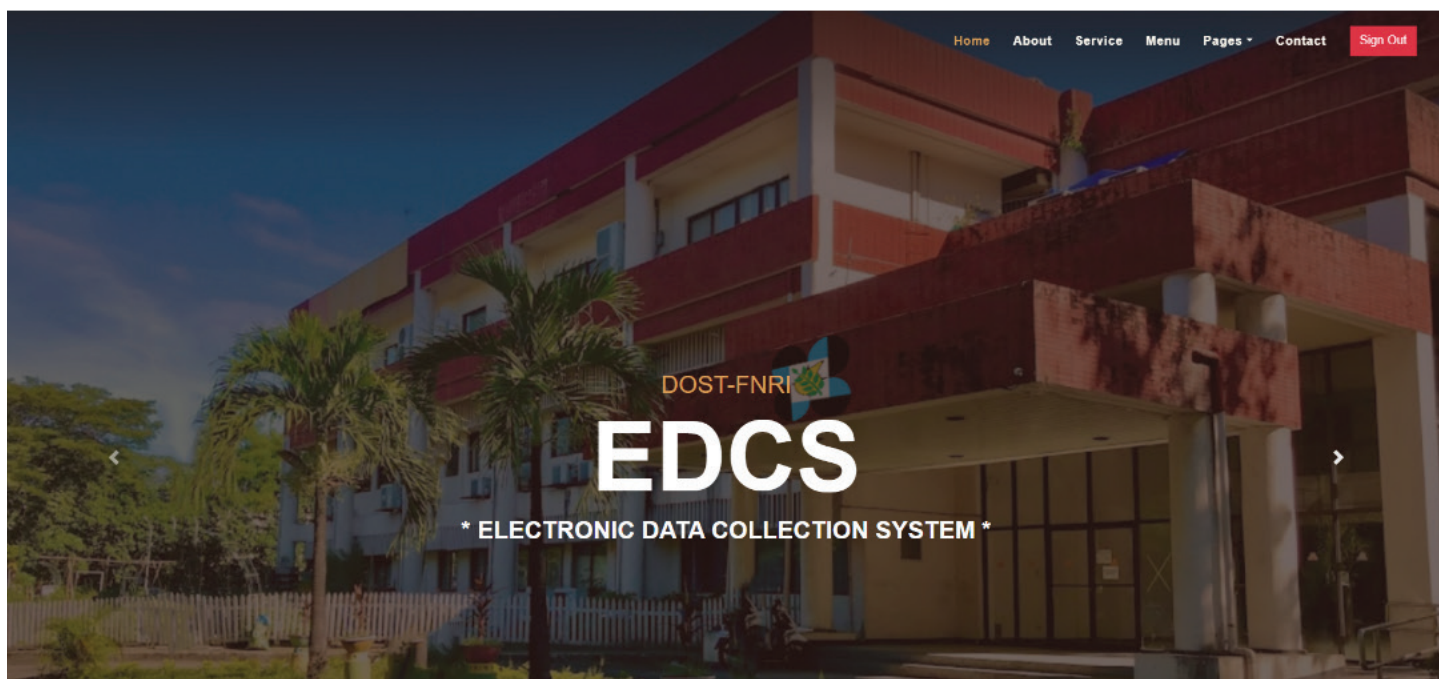 Home About Service Menu Pages Contact Sign Out
DOST-FNRI
EDCS
* ELECTRONIC DATA COLLECTION SYSTEM *